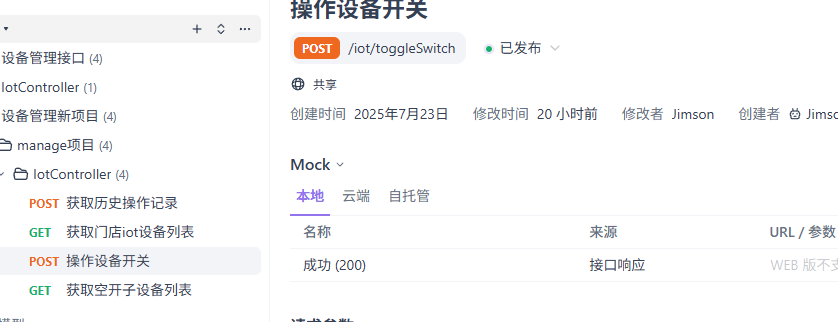 设备管理接口 (4)
IotController (1)
设备管理新项目 (4)
manage项目 (4)
IotController (4)
POST 获取历史操作记录
GET 获取门店iot设备列表
POST 操作设备开关
GET 获取空开子设备列表
操作设备开关
POST /iot/toggleSwitch 已发布
共享
创建时间 2025年7月23日 修改时间 20 小时前 修改者 Jimson 创建者 Jimso
Mock
本地 云端 自托管
名称 来源 URL / 参数
成功 (200) 接口响应 WEB 版不支
请求参数